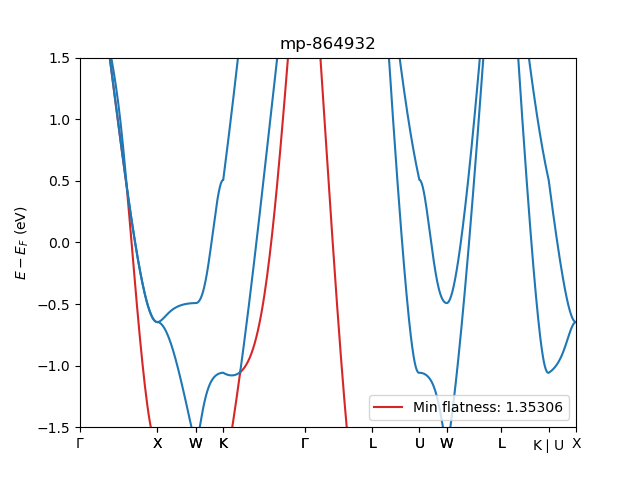 mp-864932
E − E_F (eV)
1.5
1.0
0.5
0.0
−0.5
−1.0
−1.5
Min flatness: 1.35306
Γ X W K Γ L U W L K | U X